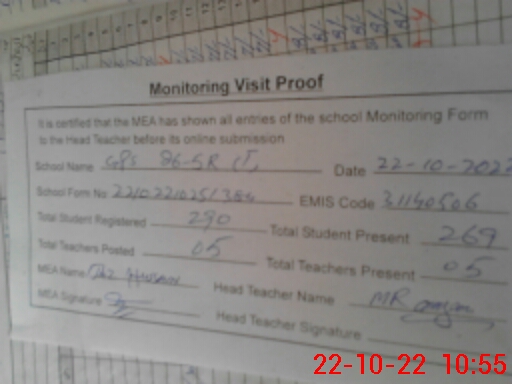 Monitoring Visit Proof
It is certified that the MEA has shown all entries of the school Monitoring Form
to the Head Teacher before its online submission
School Name GPS 86-5R Date 22-10-2022
School Form No EMIS Code 31140506
Total Student Registered 290 Total Student Present 269
Total Teachers Posted 05 Total Teachers Present 05
MEA Name Head Teacher Name MR
MEA Signature Head Teacher Signature
22-10-22 10:55